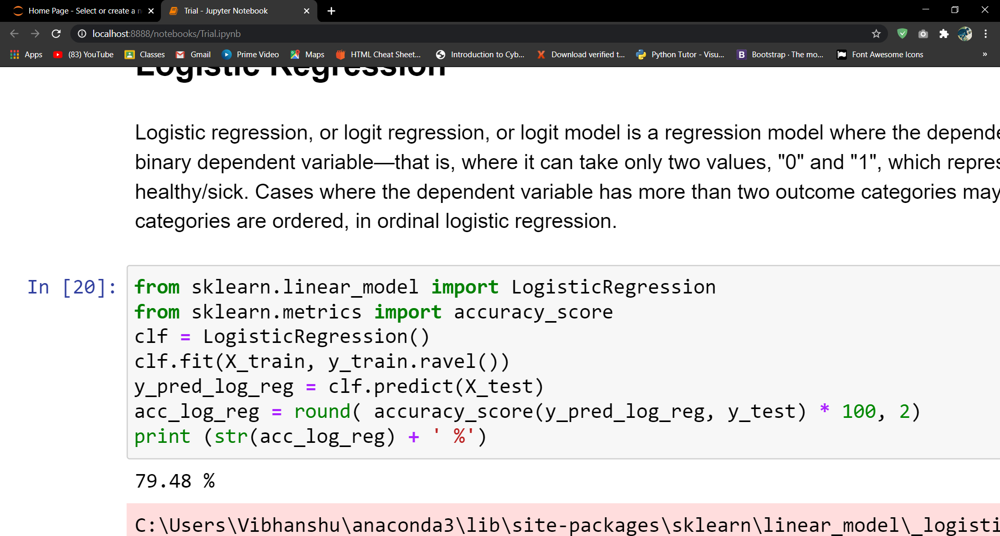 Home Page - Select or create a n
Trial - Jupyter Notebook
localhost:8888/notebooks/Trial.ipynb
Apps
(83) YouTube
Classes
Gmail
Prime Video
Maps
HTML Cheat Sheet...
Introduction to Cyb...
Download verified t...
Python Tutor - Visu...
B Bootstrap · The mo...
Font Awesome Icons
»
Logistic Regression
Logistic regression, or logit regression, or logit model is a regression model where the depende
binary dependent variable—that is, where it can take only two values, "0" and "1", which repres
healthy/sick. Cases where the dependent variable has more than two outcome categories may
categories are ordered, in ordinal logistic regression.
In [20]:
from sklearn.linear_model import LogisticRegression
from sklearn.metrics import accuracy_score
clf = LogisticRegression()
clf.fit(X_train, y_train.ravel())
y_pred_log_reg = clf.predict(X_test)
acc_log_reg = round( accuracy_score(y_pred_log_reg, y_test) * 100, 2)
print (str(acc_log_reg) + ' %')
79.48 %
C:\Users\Vibhanshu\anaconda3\lib\site-packages\sklearn\linear_model\_logisti